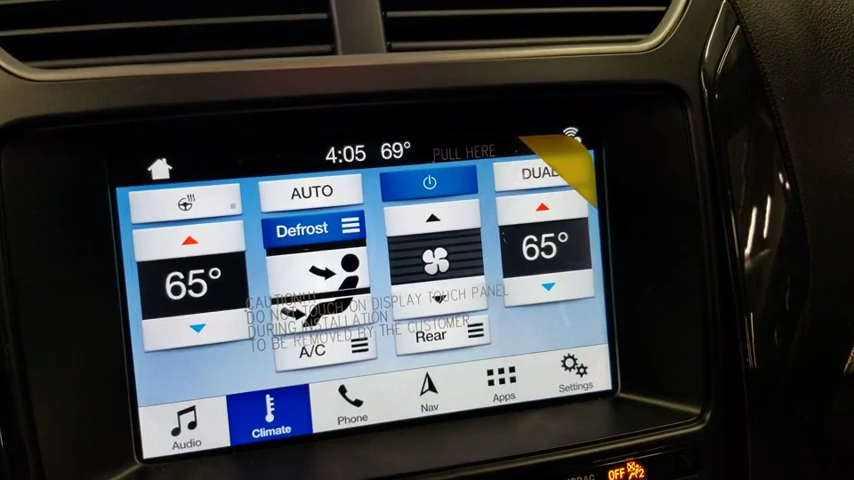 4:05 69° PULL HERE
AUTO
DUAL
Defrost
65°
65°
CAUTION!!!
DO NOT TOUCH ON DISPLAY TOUCH PANEL
DURING INSTALLATION
TO BE REMOVED BY THE CUSTOMER
A/C
Rear
Audio
Climate
Phone
Nav
Apps
Settings
OFF 2